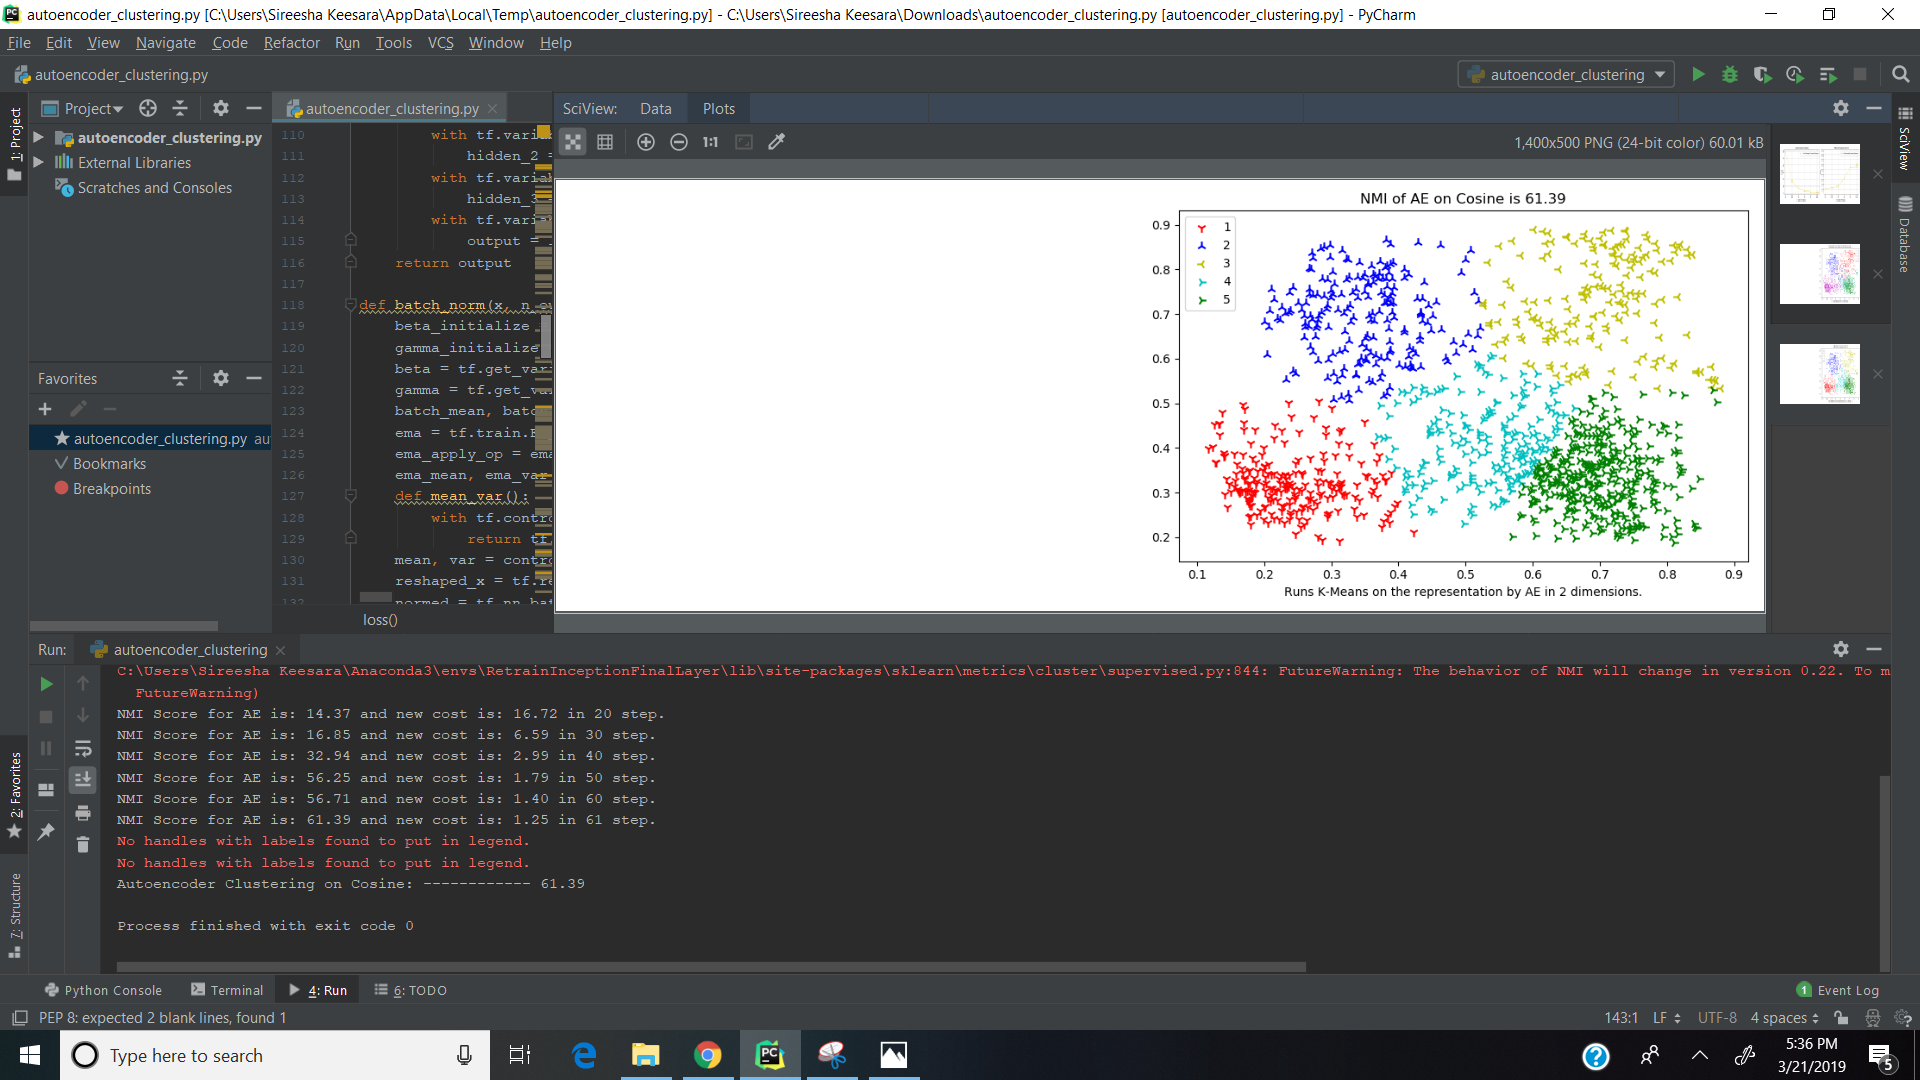 autoencoder_clustering.py [C:\Users\Sireesha Keesara\AppData\Local\Temp\autoencoder_clustering.py] - C:\Users\Sireesha Keesara\Downloads\autoencoder_clustering.py [autoencoder_clustering.py] - PyCharm
File Edit View Navigate Code Refactor Run Tools VCS Window Help
autoencoder_clustering.py
autoencoder_clustering
1: Project
Project
autoencoder_clustering.py
External Libraries
Scratches and Consoles
Favorites
autoencoder_clustering.py
Bookmarks
Breakpoints
autoencoder_clustering.py
110 with tf.
111 hidden_2 =
112 with tf.
113 hidden_3
114 with tf.
115 output =
116 return output
117
118 def batch_norm(x,
119 beta_initialize
120 gamma_initialize
121 beta = tf.
122 gamma = tf.
123 batch_mean,
124 ema = tf.train.
125 ema_apply_op =
126 ema_mean, ema_var
127 def mean_var():
128 with tf.
129 return
130 mean, var =
131 reshaped_x =
132 normed =
loss()
SciView: Data Plots
1:1
1,400x500 PNG (24-bit color) 60.01 kB
NMI of AE on Cosine is 61.39
1
2
3
4
5
0.9
0.8
0.7
0.6
0.5
0.4
0.3
0.2
0.1 0.2 0.3 0.4 0.5 0.6 0.7 0.8 0.9
Runs K-Means on the representation by AE in 2 dimensions.
SciView
Database
Run: autoencoder_clustering
C:\Users\Sireesha Keesara\Anaconda3\envs\RetrainInceptionFinalLayer\lib\site-packages\sklearn\metrics\cluster\supervised.py:844: FutureWarning: The behavior of NMI will change in version 0.22. To m
FutureWarning)
NMI Score for AE is: 14.37 and new cost is: 16.72 in 20 step.
NMI Score for AE is: 16.85 and new cost is: 6.59 in 30 step.
NMI Score for AE is: 32.94 and new cost is: 2.99 in 40 step.
NMI Score for AE is: 56.25 and new cost is: 1.79 in 50 step.
NMI Score for AE is: 56.71 and new cost is: 1.40 in 60 step.
NMI Score for AE is: 61.39 and new cost is: 1.25 in 61 step.
No handles with labels found to put in legend.
No handles with labels found to put in legend.
Autoencoder Clustering on Cosine: ------------ 61.39
Process finished with exit code 0
2: Favorites
7: Structure
Python Console Terminal 4: Run 6: TODO
1 Event Log
PEP 8: expected 2 blank lines, found 1
143:1 LF UTF-8 4 spaces
Type here to search
5:36 PM
3/21/2019
5